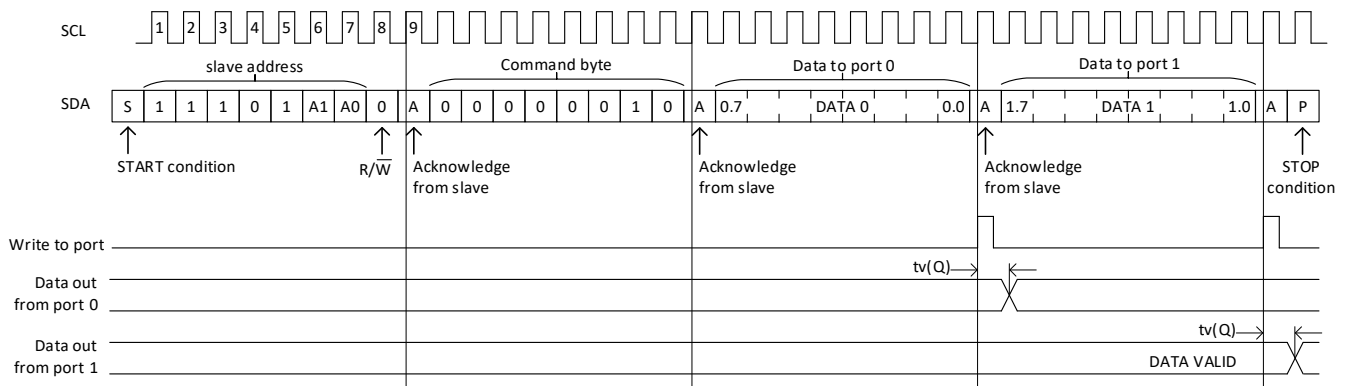 SCL 1 2 3 4 5 6 7 8 9
slave address Command byte Data to port 0 Data to port 1
SDA S 1 1 1 0 1 A1 A0 0 A 0 0 0 0 0 0 1 0 A 0.7 DATA 0 0.0 A 1.7 DATA 1 1.0 A P
START condition R/W̅ Acknowledge Acknowledge Acknowledge STOP
from slave from slave from slave condition
Write to port
tv(Q)
Data out
from port 0
tv(Q)
Data out
from port 1 DATA VALID